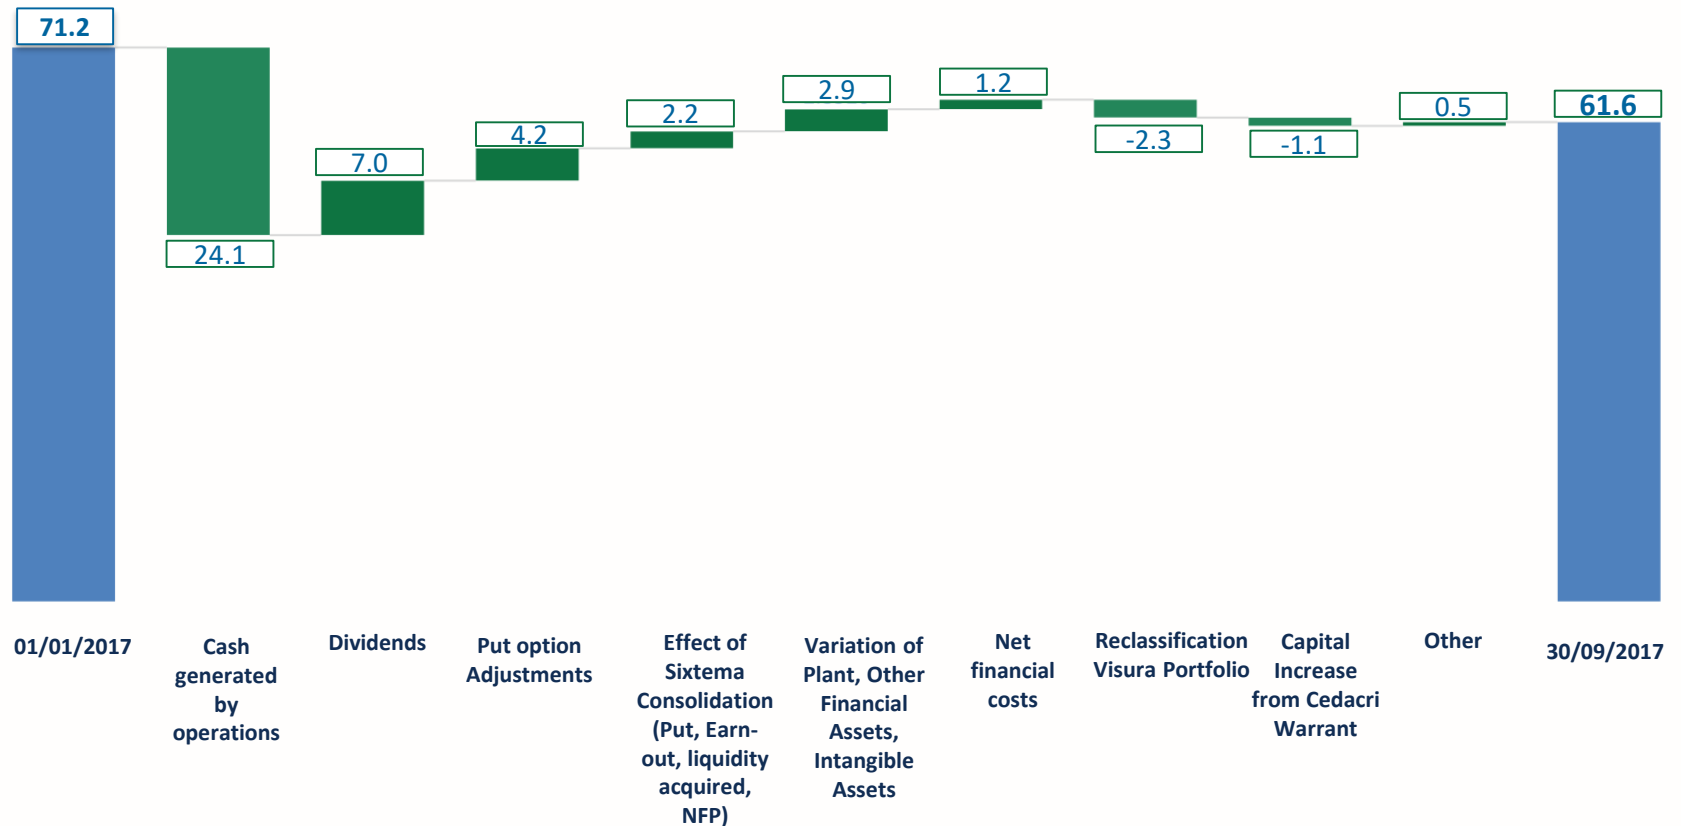 71.2
24.1
7.0
4.2
2.2
2.9
1.2
-2.3
-1.1
0.5
61.6
01/01/2017
Cash
generated
by
operations
Dividends
Put option
Adjustments
Effect of
Sixtema
Consolidation
(Put, Earn-
out, liquidity
acquired,
NFP)
Variation of
Plant, Other
Financial
Assets,
Intangible
Assets
Net
financial
costs
Reclassification
Visura Portfolio
Capital
Increase
from Cedacri
Warrant
Other
30/09/2017